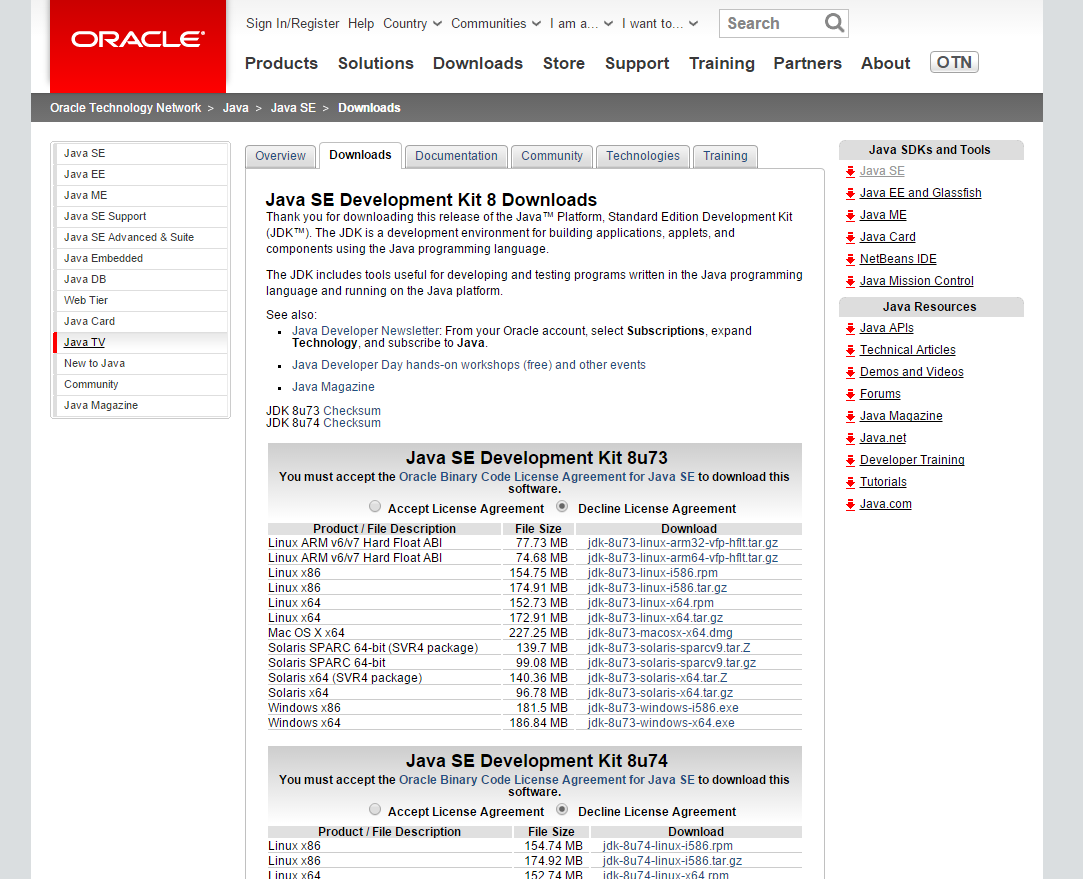 ORACLE
Sign In/Register Help Country Communities I am a... I want to... Search
Products Solutions Downloads Store Support Training Partners About OTN
Oracle Technology Network > Java > Java SE > Downloads
Java SE
Java EE
Java ME
Java SE Support
Java SE Advanced & Suite
Java Embedded
Java DB
Web Tier
Java Card
Java TV
New to Java
Community
Java Magazine
Overview Downloads Documentation Community Technologies Training
Java SE Development Kit 8 Downloads
Thank you for downloading this release of the Java™ Platform, Standard Edition Development Kit
(JDK™). The JDK is a development environment for building applications, applets, and
components using the Java programming language.
The JDK includes tools useful for developing and testing programs written in the Java programming
language and running on the Java platform.
See also:
Java Developer Newsletter: From your Oracle account, select Subscriptions, expand
Technology, and subscribe to Java.
Java Developer Day hands-on workshops (free) and other events
Java Magazine
JDK 8u73 Checksum
JDK 8u74 Checksum
Java SE Development Kit 8u73
You must accept the Oracle Binary Code License Agreement for Java SE to download this
software.
Accept License Agreement Decline License Agreement
Product / File Description File Size Download
Linux ARM v6/v7 Hard Float ABI 77.73 MB jdk-8u73-linux-arm32-vfp-hflt.tar.gz
Linux ARM v6/v7 Hard Float ABI 74.68 MB jdk-8u73-linux-arm64-vfp-hflt.tar.gz
Linux x86 154.75 MB jdk-8u73-linux-i586.rpm
Linux x86 174.91 MB jdk-8u73-linux-i586.tar.gz
Linux x64 152.73 MB jdk-8u73-linux-x64.rpm
Linux x64 172.91 MB jdk-8u73-linux-x64.tar.gz
Mac OS X x64 227.25 MB jdk-8u73-macosx-x64.dmg
Solaris SPARC 64-bit (SVR4 package) 139.7 MB jdk-8u73-solaris-sparcv9.tar.Z
Solaris SPARC 64-bit 99.08 MB jdk-8u73-solaris-sparcv9.tar.gz
Solaris x64 (SVR4 package) 140.36 MB jdk-8u73-solaris-x64.tar.Z
Solaris x64 96.78 MB jdk-8u73-solaris-x64.tar.gz
Windows x86 181.5 MB jdk-8u73-windows-i586.exe
Windows x64 186.84 MB jdk-8u73-windows-x64.exe
Java SE Development Kit 8u74
You must accept the Oracle Binary Code License Agreement for Java SE to download this
software.
Accept License Agreement Decline License Agreement
Product / File Description File Size Download
Linux x86 154.74 MB jdk-8u74-linux-i586.rpm
Linux x86 174.92 MB jdk-8u74-linux-i586.tar.gz
Linux x64 152.74 MB jdk-8u74-linux-x64.rpm
Java SDKs and Tools
Java SE
Java EE and Glassfish
Java ME
Java Card
NetBeans IDE
Java Mission Control
Java Resources
Java APIs
Technical Articles
Demos and Videos
Forums
Java Magazine
Java.net
Developer Training
Tutorials
Java.com